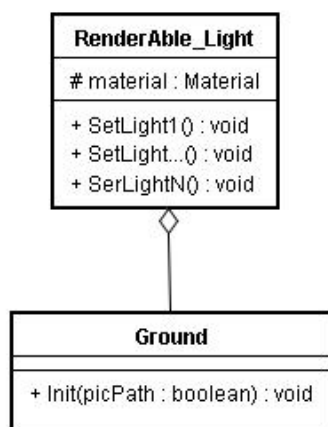 RenderAble_Light
# material : Material
+ SetLight1() : void
+ SetLight...() : void
+ SerLightN() : void
Ground
+ Init(picPath : boolean) : void